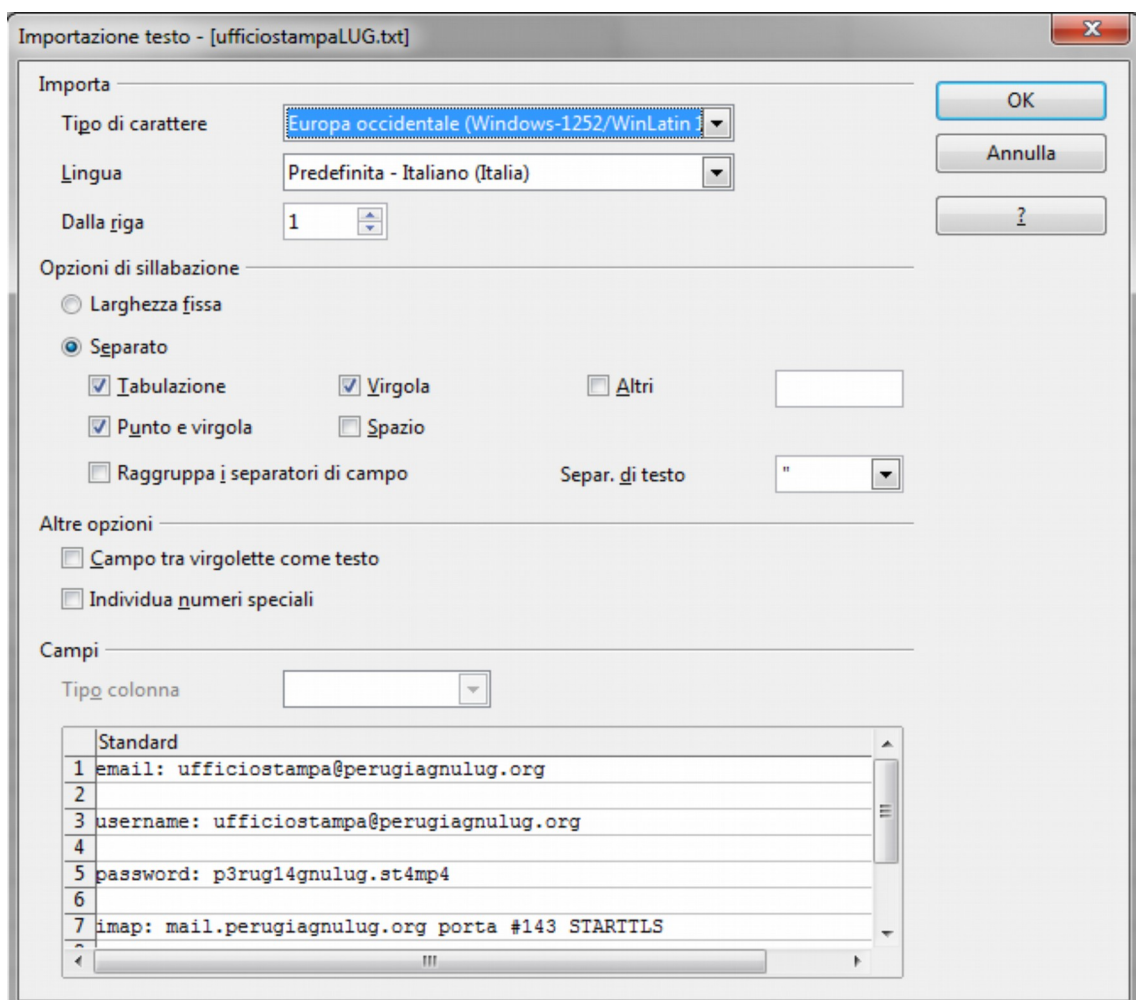 Importazione testo - [ufficiostampaLUG.txt]
Importa
OK
Tipo di carattere Europa occidentale (Windows-1252/WinLatin 1
Annulla
Lingua Predefinita - Italiano (Italia)
Dalla riga 1
?
Opzioni di sillabazione
Larghezza fissa
Separato
Tabulazione Virgola Altri
Punto e virgola Spazio
Raggruppa i separatori di campo Separ. di testo "
Altre opzioni
Campo tra virgolette come testo
Individua numeri speciali
Campi
Tipo colonna
Standard
1 email: ufficiostampa@perugiagnulug.org
2
3 username: ufficiostampa@perugiagnulug.org
4
5 password: p3rug14gnulug.st4mp4
6
7 imap: mail.perugiagnulug.org porta #143 STARTTLS